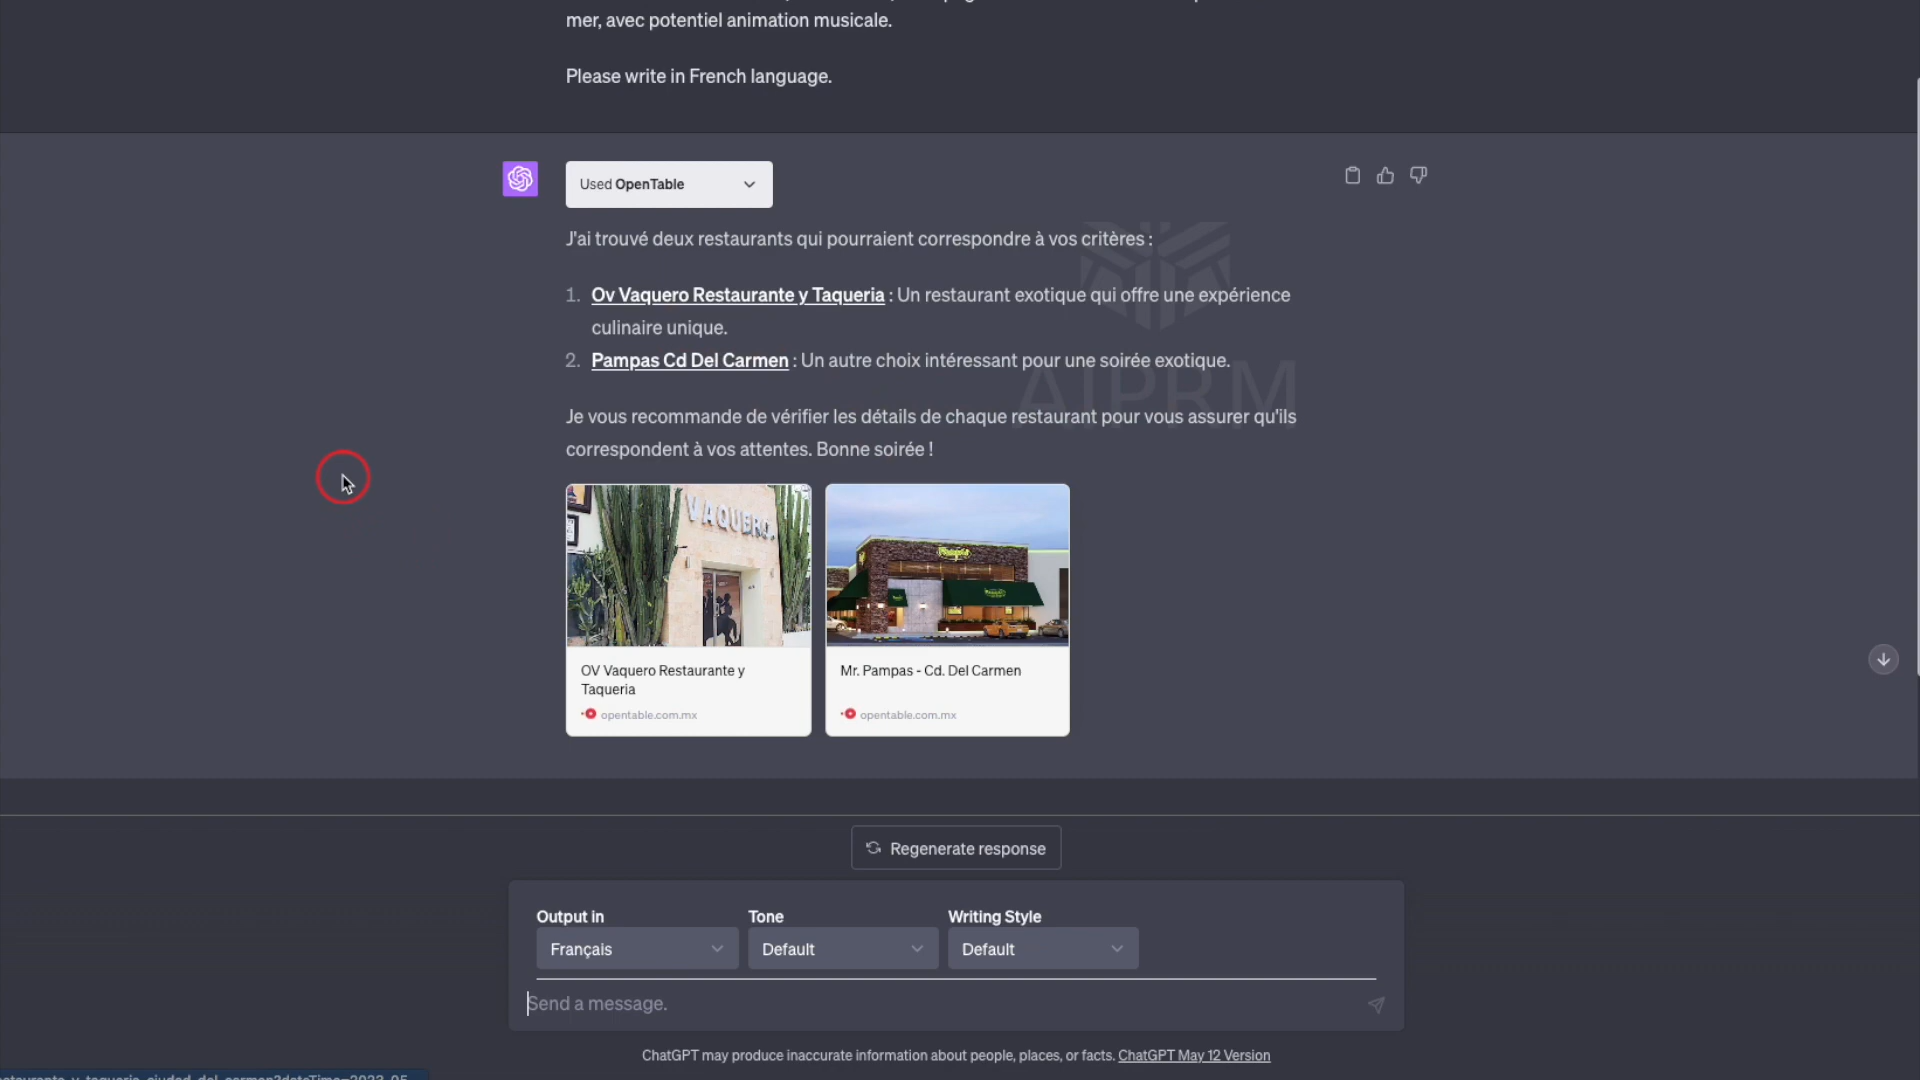 mer, avec potentiel animation musicale.
Please write in French language.
Used OpenTable
J'ai trouvé deux restaurants qui pourraient correspondre à vos critères :
1. Ov Vaquero Restaurante y Taqueria : Un restaurant exotique qui offre une expérience
culinaire unique.
2. Pampas Cd Del Carmen : Un autre choix intéressant pour une soirée exotique.
AIPRM
Je vous recommande de vérifier les détails de chaque restaurant pour vous assurer qu'ils
correspondent à vos attentes. Bonne soirée !
VAQUERO
OV Vaquero Restaurante y
Taqueria
opentable.com.mx
Mr. Pampas - Cd. Del Carmen
opentable.com.mx
Regenerate response
Output in
Tone
Writing Style
Français
Default
Default
Send a message.
ChatGPT may produce inaccurate information about people, places, or facts. ChatGPT May 12 Version